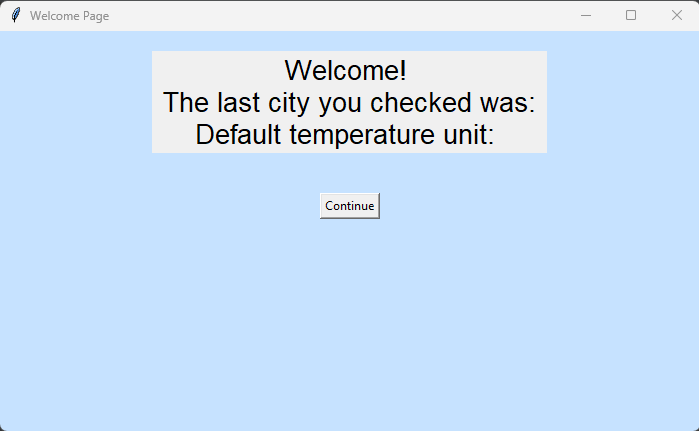 Welcome Page
Welcome!
The last city you checked was:
Default temperature unit:
Continue